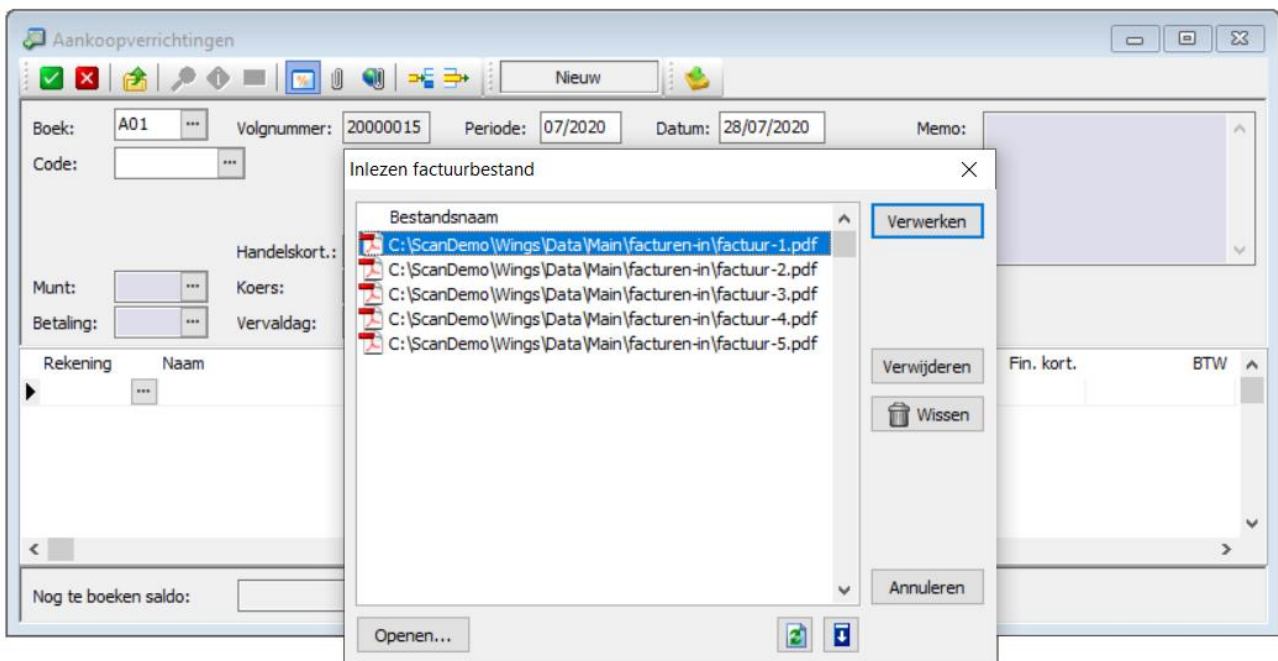 Aankoopverrichtingen
Nieuw
Boek: A01 ... Volgnummer: 20000015 Periode: 07/2020 Datum: 28/07/2020 Memo:
Code: ...
Inlezen factuurbestand
Bestandsnaam
Verwerken
C:\ScanDemo\Wings\Data\Main\facturen-in\factuur-1.pdf
Handelskort.:
C:\ScanDemo\Wings\Data\Main\facturen-in\factuur-2.pdf
Munt: ... Koers:
C:\ScanDemo\Wings\Data\Main\facturen-in\factuur-3.pdf
C:\ScanDemo\Wings\Data\Main\facturen-in\factuur-4.pdf
Betaling: ... Vervaldag:
C:\ScanDemo\Wings\Data\Main\facturen-in\factuur-5.pdf
Rekening Naam Fin. kort. BTW
...
Verwijderen
Wissen
Nog te boeken saldo:
Annuleren
Openen...